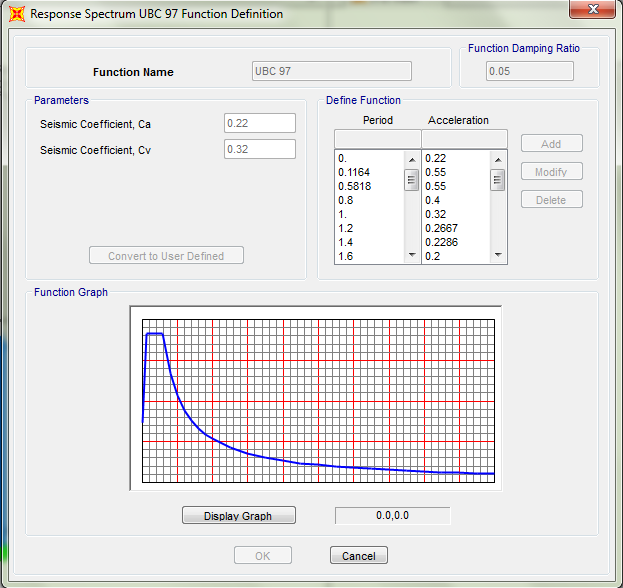 Response Spectrum UBC 97 Function Definition
Function Damping Ratio
Function Name
UBC 97
0.05
Parameters
Define Function
Seismic Coefficient, Ca
0.22
Period
Acceleration
Seismic Coefficient, Cv
0.32
Add
0.
0.22
0.1164
0.55
Modify
0.5818
0.55
0.8
0.4
Delete
1.
0.32
1.2
0.2667
1.4
0.2286
1.6
0.2
Convert to User Defined
Function Graph
Display Graph
0.0,0.0
OK
Cancel